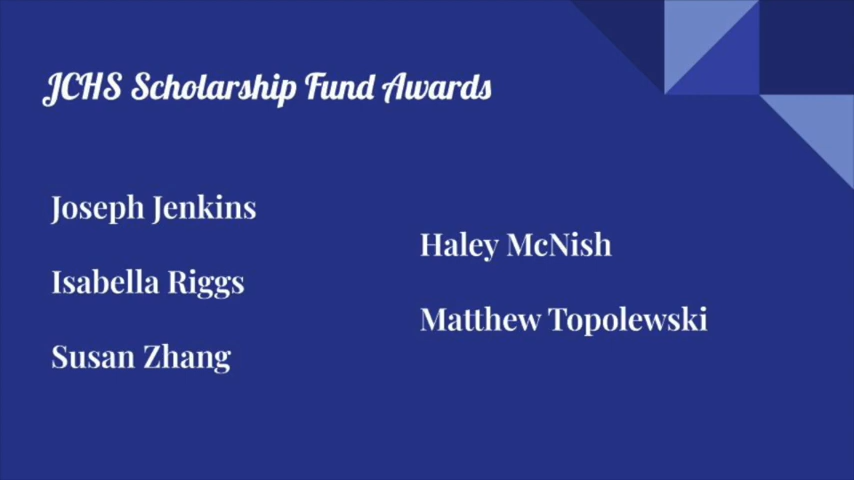 JCHS Scholarship Fund Awards
Joseph Jenkins
Isabella Riggs
Susan Zhang
Haley McNish
Matthew Topolewski